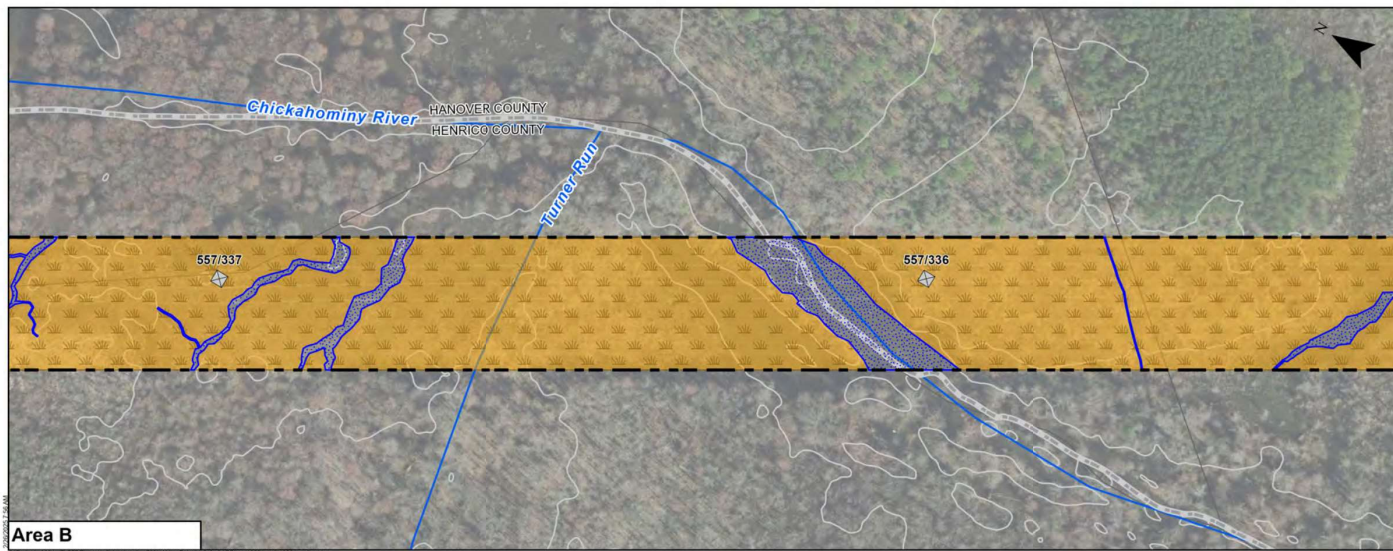 N
Chickahominy River
HANOVER COUNTY
HENRICO COUNTY
Turner Run
557/337
557/336
Area B